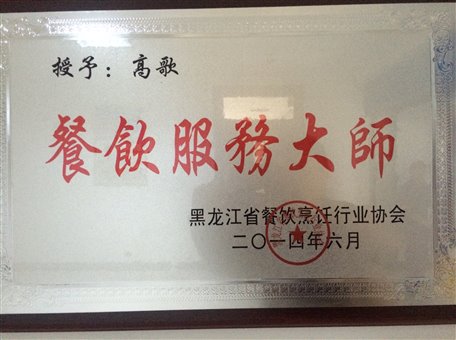 授予：高歌
餐飲服務大師
黑龙江省餐饮烹饪行业协会
二〇一四年六月